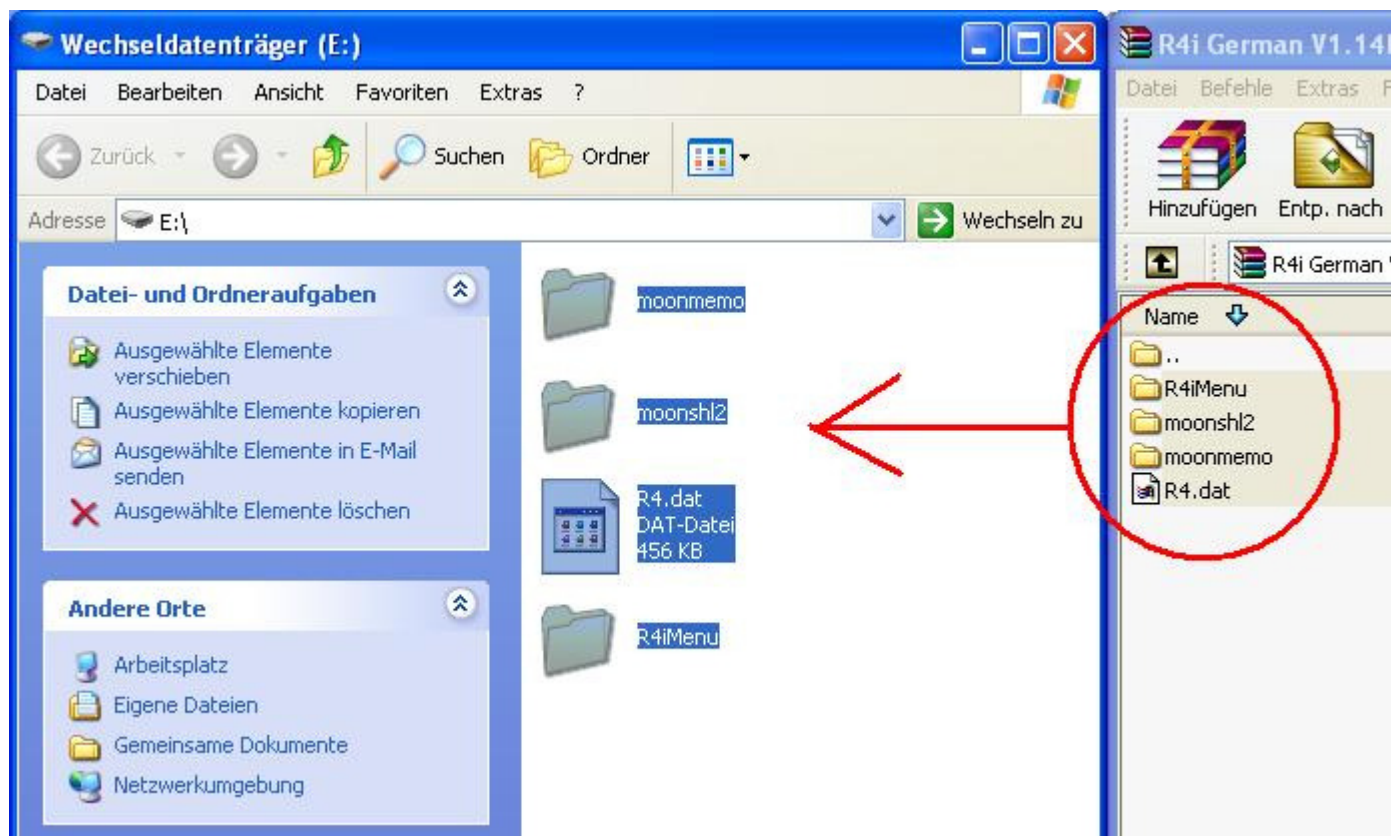 Wechseldatenträger (E:)
Datei Bearbeiten Ansicht Favoriten Extras ?
Zurück Suchen Ordner
Adresse E:\ Wechseln zu
Datei- und Ordneraufgaben
Ausgewählte Elemente
verschieben
Ausgewählte Elemente kopieren
Ausgewählte Elemente in E-Mail
senden
Ausgewählte Elemente löschen
Andere Orte
Arbeitsplatz
Eigene Dateien
Gemeinsame Dokumente
Netzwerkumgebung
moonmemo
moonshl2
R4.dat
DAT-Datei
456 KB
R4iMenu
R4i German V1.14
Datei Befehle Extras F
Hinzufügen Entp. nach
R4i German
Name
..
R4iMenu
moonshl2
moonmemo
R4.dat